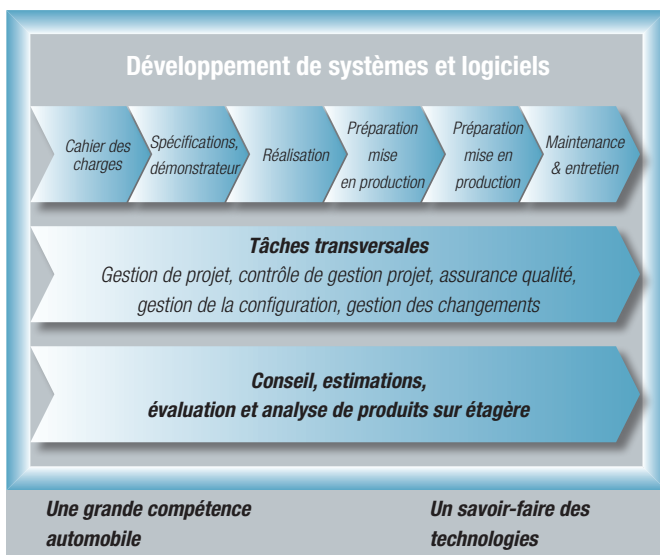 Développement de systèmes et logiciels
Cahier des
charges
Spécifications,
démonstrateur
Réalisation
Préparation
mise
en production
Préparation
mise en
production
Maintenance
& entretien
Tâches transversales
Gestion de projet, contrôle de gestion projet, assurance qualité,
gestion de la configuration, gestion des changements
Conseil, estimations,
évaluation et analyse de produits sur étagère
Une grande compétence
automobile
Un savoir-faire des
technologies